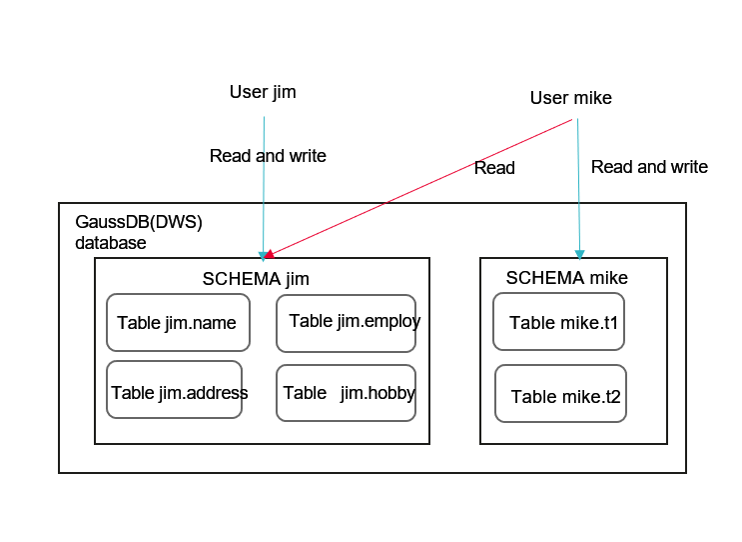 User jim
User mike
Read and write
Read
Read and write
GaussDB(DWS)
database
SCHEMA jim
SCHEMA mike
Table jim.name
Table jim.employ
Table mike.t1
Table jim.address
Table jim.hobby
Table mike.t2